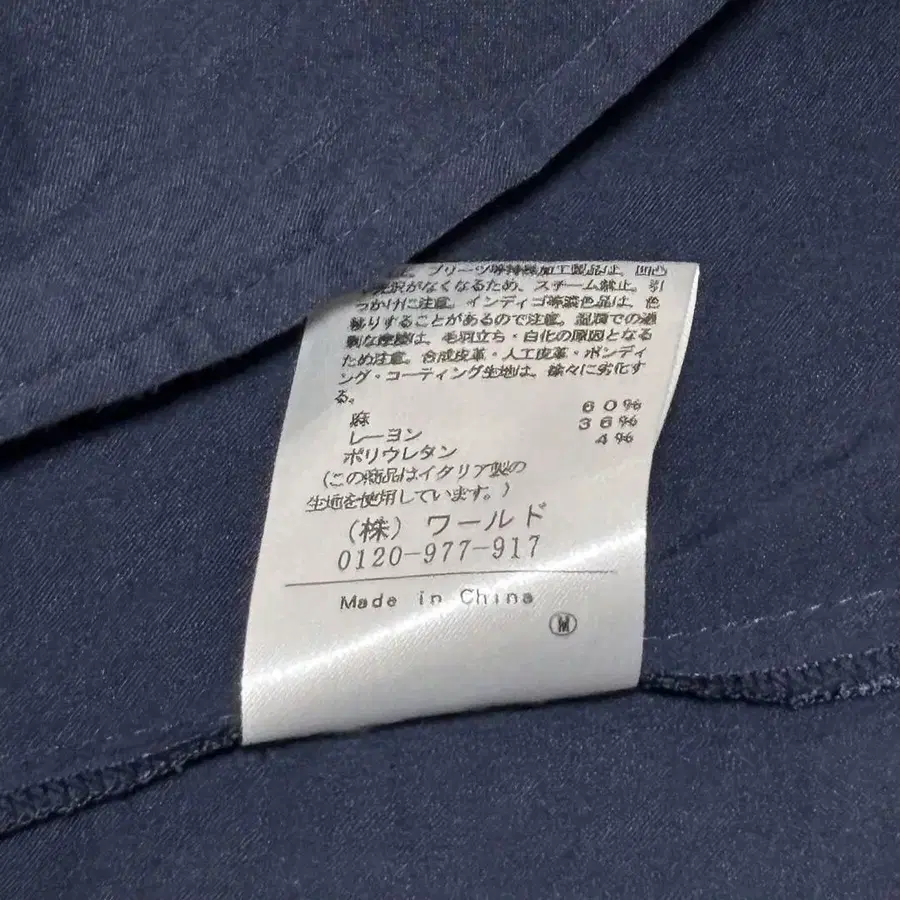 プリーツ等特殊加工製品は、凹凸
光沢がなくなるため、スチーム禁止。引
っかけに注意。インディゴ等濃色品は、色
移りすることがあるので注意。湿潤での過
剰な摩擦は、毛羽立ち・白化の原因となる
ため注意。合成皮革・人工皮革・ボンディ
ング・コーティング生地は、徐々に劣化す
る。
麻 60%
レーヨン 36%
ポリウレタン 4%
(この商品はイタリア製の
生地を使用しています。)
(株) ワールド
0120-977-917
Made in China
M